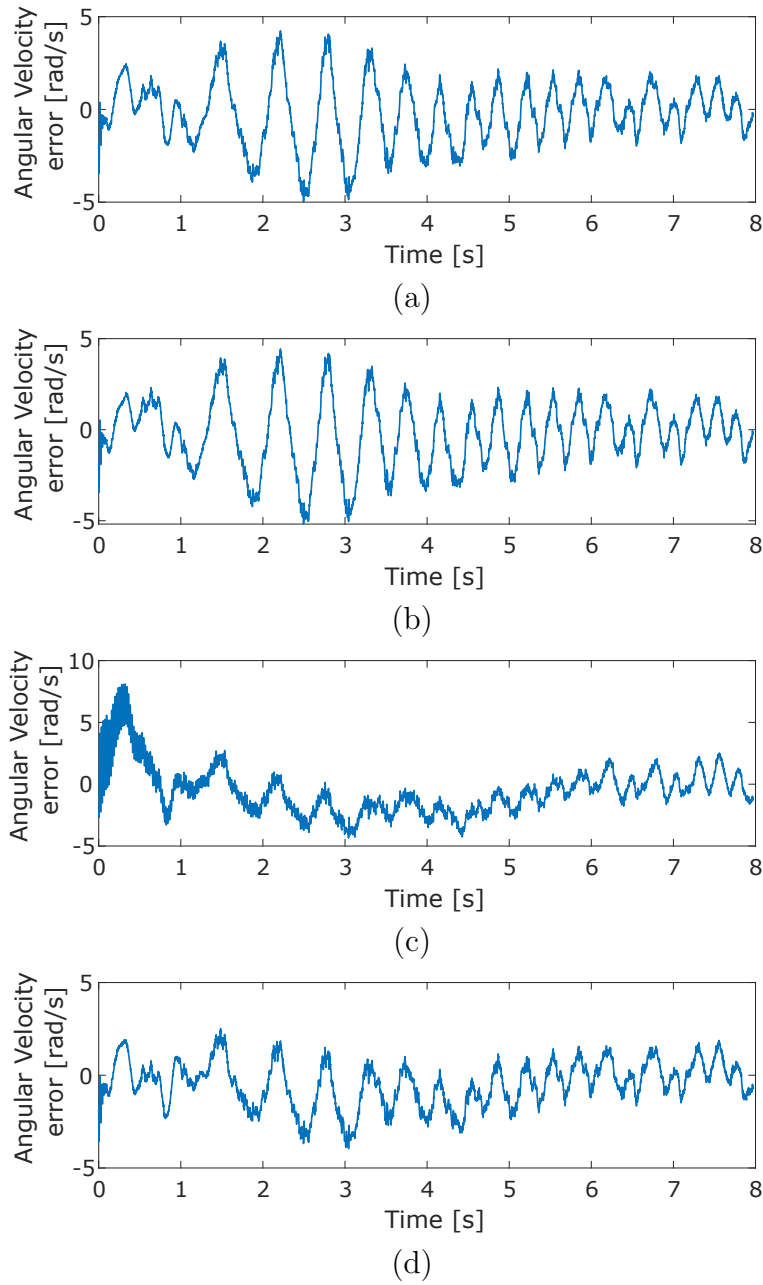 Angular Velocity
error [rad/s]
5
0
-5
0 1 2 3 4 5 6 7 8
Time [s]
(a)
Angular Velocity
error [rad/s]
5
0
-5
0 1 2 3 4 5 6 7 8
Time [s]
(b)
Angular Velocity
error [rad/s]
10
5
0
-5
0 1 2 3 4 5 6 7 8
Time [s]
(c)
Angular Velocity
error [rad/s]
5
0
-5
0 1 2 3 4 5 6 7 8
Time [s]
(d)